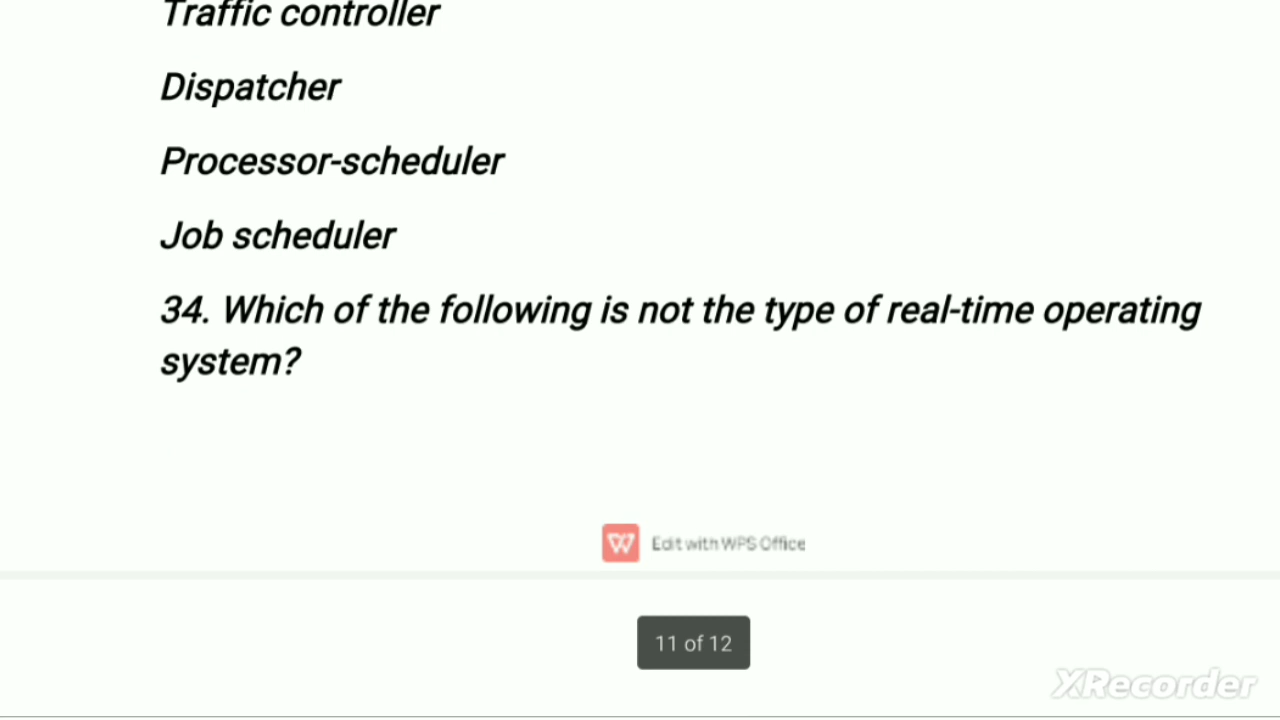 Traffic controller
Dispatcher
Processor-scheduler
Job scheduler
34. Which of the following is not the type of real-time operating
system?
Edit with WPS Office
11 of 12
XRecorder